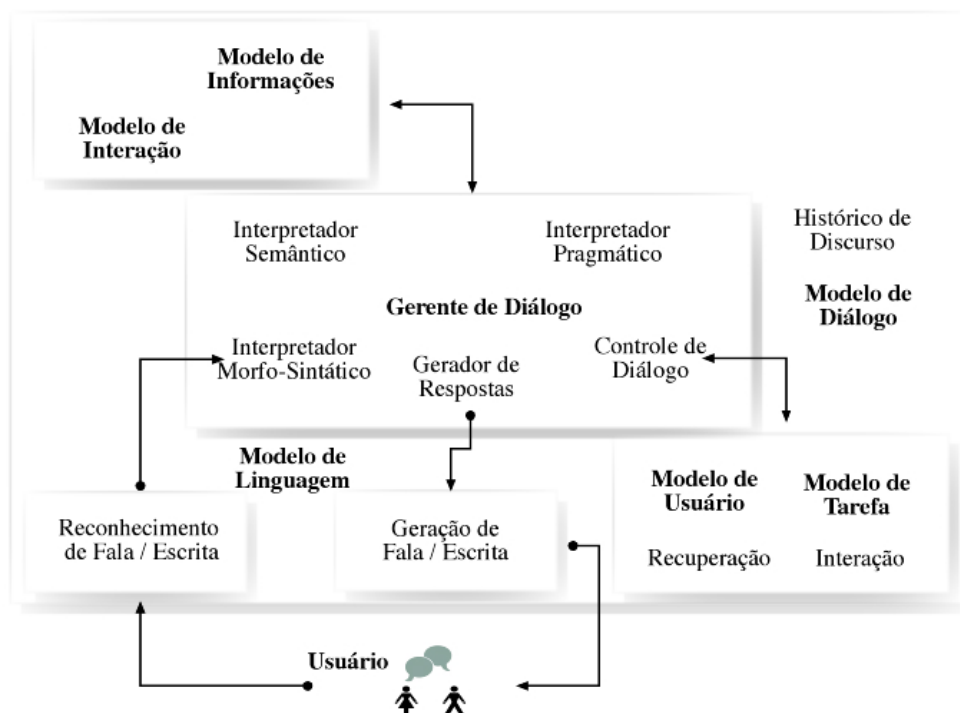 Modelo de
Informações
Modelo de
Interação
Interpretador
Semântico
Interpretador
Pragmático
Histórico de
Discurso
Gerente de Diálogo
Modelo de
Diálogo
Interpretador
Morfo-Sintático
Gerador de
Respostas
Controle de
Diálogo
Modelo de
Linguagem
Modelo de
Usuário
Modelo de
Tarefa
Reconhecimento
de Fala / Escrita
Geração de
Fala / Escrita
Recuperação
Interação
Usuário